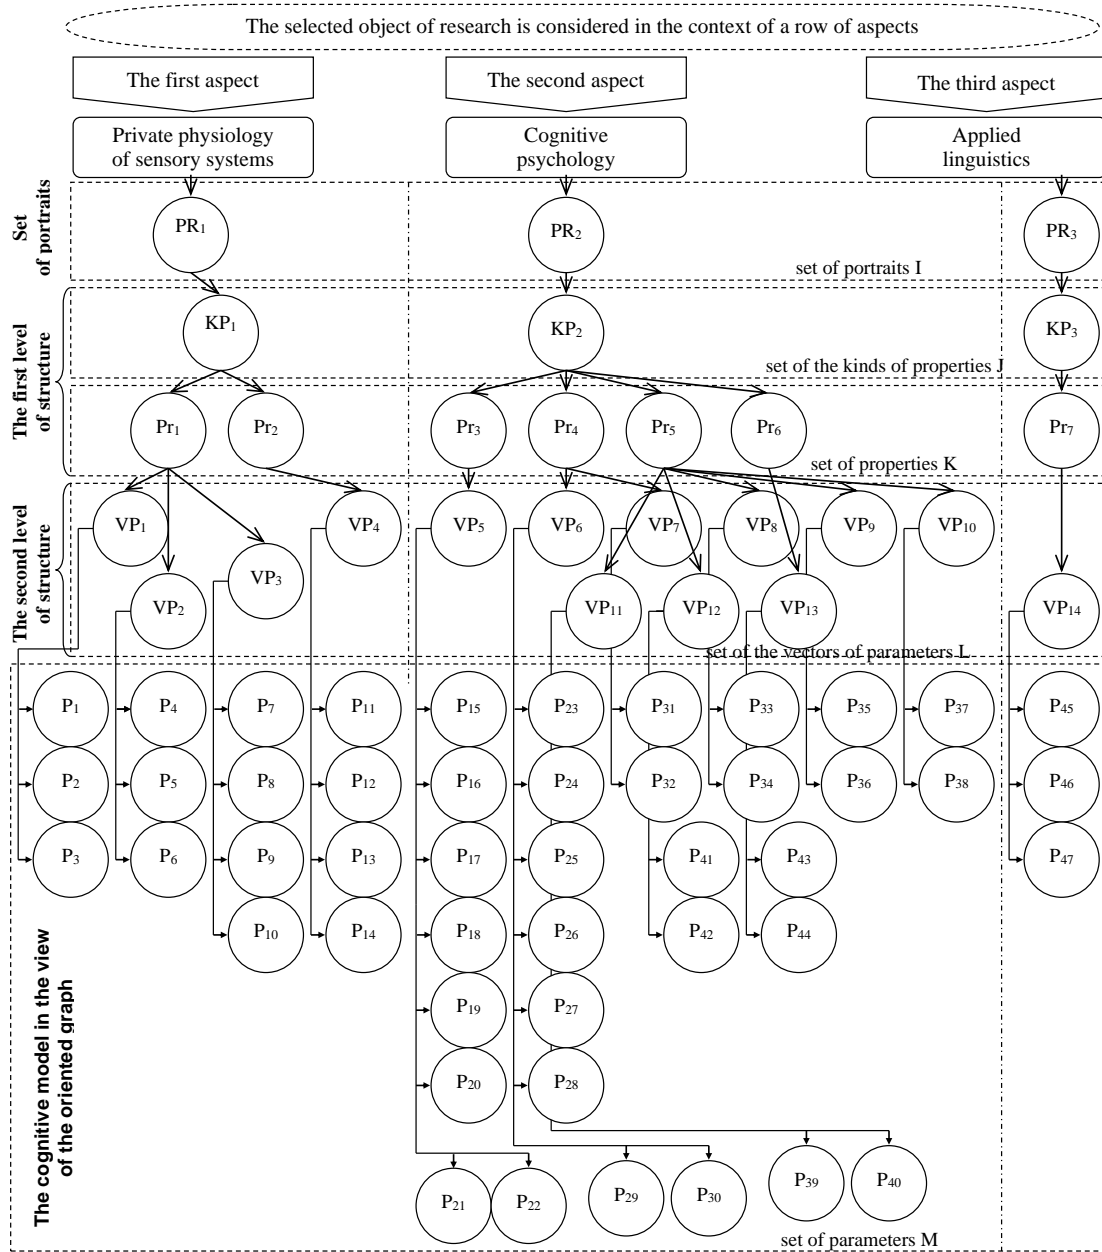 The selected object of research is considered in the context of a row of aspects
The first aspect
The second aspect
The third aspect
Private physiology
of sensory systems
Cognitive
psychology
Applied
linguistics
Set
of portraits
PR1
PR2
PR3
set of portraits I
The first level
of structure
KP1
KP2
KP3
set of the kinds of properties J
Pr1
Pr2
Pr3
Pr4
Pr5
Pr6
Pr7
set of properties K
The second level
of structure
VP1
VP4
VP5
VP6
VP7
VP8
VP9
VP10
VP3
VP2
VP11
VP12
VP13
VP14
set of the vectors of parameters L
The cognitive model in the view
of the oriented graph
P1
P4
P7
P11
P15
P23
P31
P33
P35
P37
P45
P2
P5
P8
P12
P16
P24
P32
P34
P36
P38
P46
P3
P6
P9
P13
P17
P25
P41
P43
P47
P10
P14
P18
P26
P42
P44
P19
P27
P20
P28
P21
P22
P29
P30
P39
P40
set of parameters M